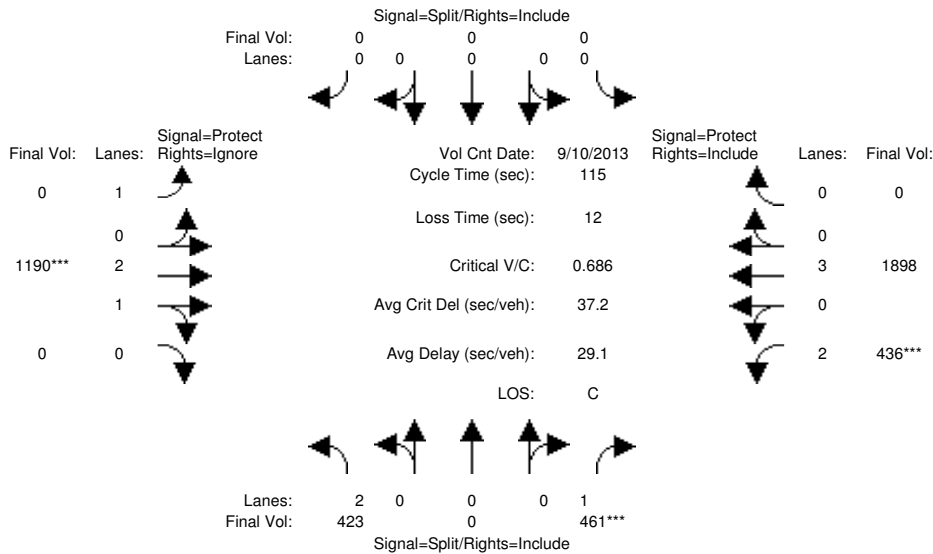 Signal=Split/Rights=Include
Final Vol: 0 0 0
Lanes: 0 0 0 0 0
Signal=Protect Signal=Protect
Final Vol: Lanes: Rights=Ignore Vol Cnt Date: 9/10/2013 Rights=Include Lanes: Final Vol:
Cycle Time (sec): 115
0 1 0 0
Loss Time (sec): 12
0 0
1190*** 2 Critical V/C: 0.686 3 1898
1 Avg Crit Del (sec/veh): 37.2 0
0 0 Avg Delay (sec/veh): 29.1 2 436***
LOS: C
Lanes: 2 0 0 0 1
Final Vol: 423 0 461***
Signal=Split/Rights=Include